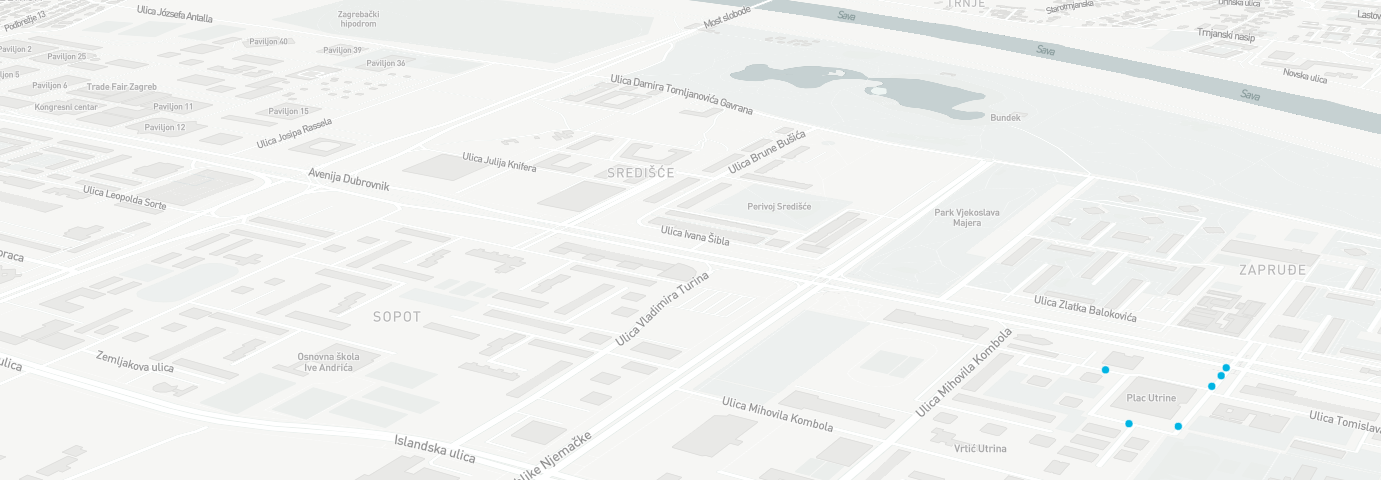 TRNJE
Trnska ulica
Starotrnjanska
Podbrežje 13
Ulica Józsefa Antalla
Zagrebački
hipodrom
Most slobode
Sava
Trnjanski nasip
Sava
Novska ulica
Sava
Paviljon 2
Paviljon 40
Paviljon 39
Paviljon 25
Paviljon 36
Paviljon 6
Trade Fair Zagreb
Ulica Damira Tomljanovića Gavrana
Kongresni centar
Paviljon 11
Paviljon 15
Paviljon 12
Bundek
Ulica Josipa Rassela
Ulica Julija Knifera
Ulica Brune Bušića
SREDIŠĆE
Avenija Dubrovnik
Ulica Leopolda Sorte
Perivoj Središće
Park Vjekoslava
Majera
Ulica Ivana Šibla
ZAPRUĐE
Ulica Vladimira Turina
Ulica Zlatka Balokovića
SOPOT
Zemljakova ulica
Osnovna škola
Ive Andrića
Ulica Mihovila Kombola
Plac Utrine
Ulica Mihovila Kombola
Islandska ulica
Vrtić Utrina